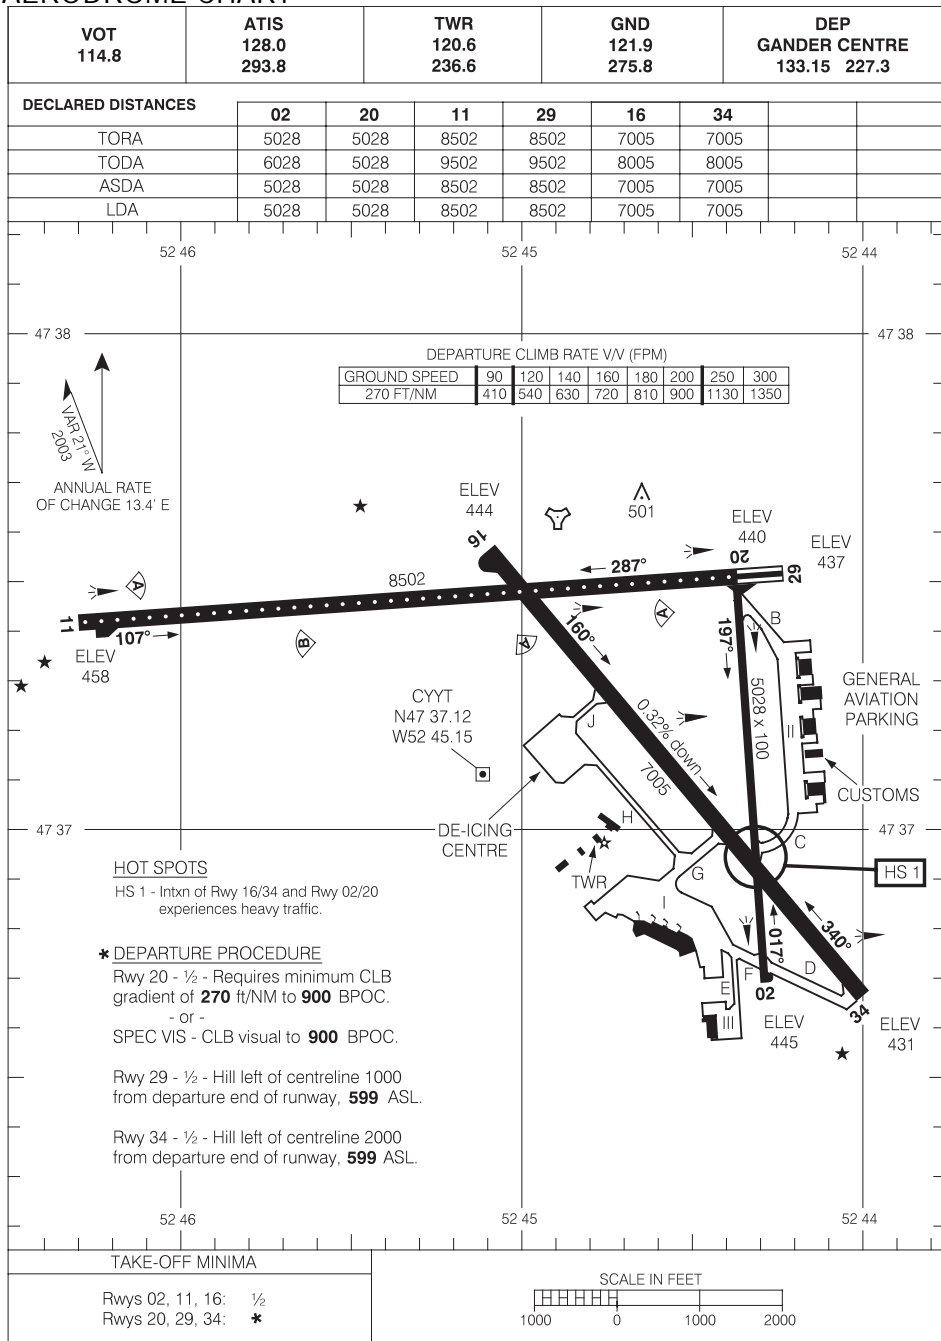 AERODROME CHART
VOT
114.8
ATIS
128.0
293.8
TWR
120.6
236.6
GND
121.9
275.8
DEP
GANDER CENTRE
133.15 227.3
DECLARED DISTANCES
02 20 11 29 16 34
TORA 5028 5028 8502 8502 7005 7005
TODA 6028 5028 9502 9502 8005 8005
ASDA 5028 5028 8502 8502 7005 7005
LDA 5028 5028 8502 8502 7005 7005
52 46 52 45 52 44
47 38 47 38
DEPARTURE CLIMB RATE V/V (FPM)
GROUND SPEED 90 120 140 160 180 200 250 300
270 FT/NM 410 540 630 720 810 900 1130 1350
VAR 21° W
2003
ANNUAL RATE
OF CHANGE 13.4' E
ELEV
444
501
ELEV
440
ELEV
437
16
20
29
287°
8502
A
11
107°
ELEV
458
B
A
A
160°
197°
B
5028 x 100
II
GENERAL
AVIATION
PARKING
CYYT
N47 37.12
W52 45.15
J
0.32% down
7005
CUSTOMS
47 37
DE-ICING
CENTRE
H
TWR
C
G
I
HS 1
HOT SPOTS
HS 1 - Intxn of Rwy 16/34 and Rwy 02/20
experiences heavy traffic.
017°
340°
D
F
E
III
02
34
ELEV
445
ELEV
431
* DEPARTURE PROCEDURE
Rwy 20 - ½ - Requires minimum CLB
gradient of 270 ft/NM to 900 BPOC.
- or -
SPEC VIS - CLB visual to 900 BPOC.
Rwy 29 - ½ - Hill left of centreline 1000
from departure end of runway, 599 ASL.
Rwy 34 - ½ - Hill left of centreline 2000
from departure end of runway, 599 ASL.
47 37
52 46 52 45 52 44
TAKE-OFF MINIMA
Rwys 02, 11, 16: ½
Rwys 20, 29, 34: *
SCALE IN FEET
1000 0 1000 2000